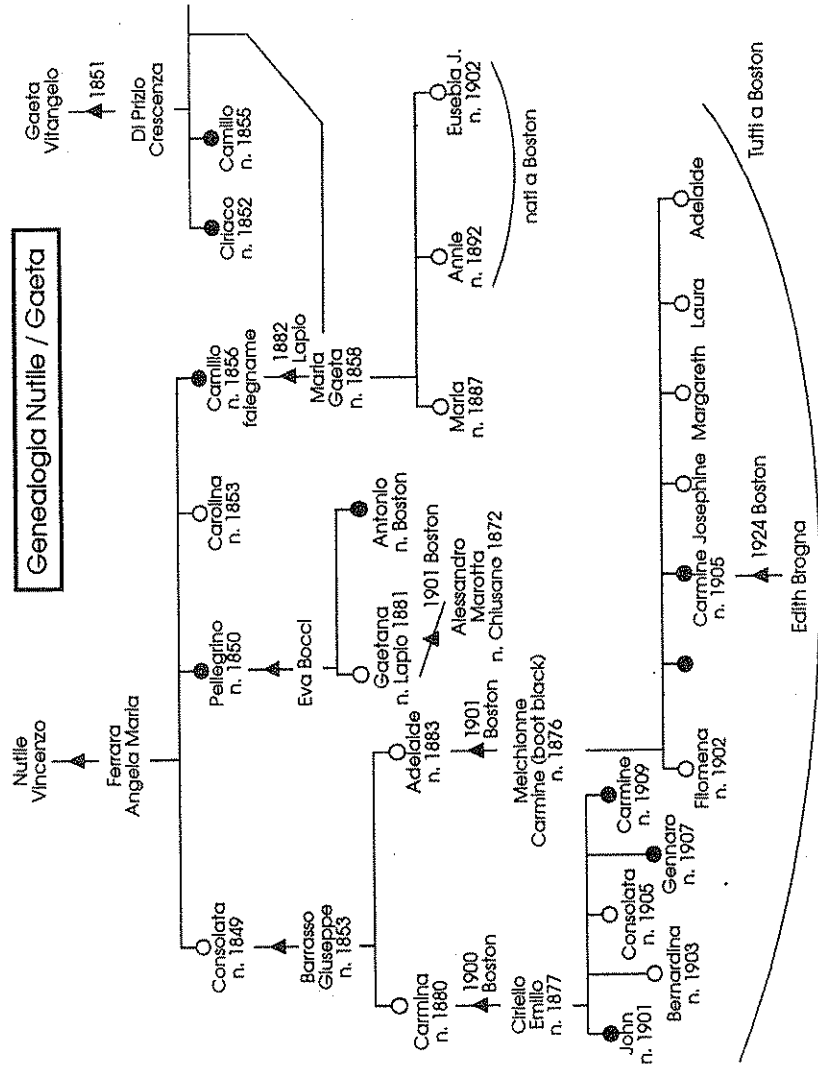 Genealogia Nutile / Gaeta
Nutile
Vincenzo
Ferrara
Angela Maria
Gaeta
Vitangelo
1851
Di Prizio
Crescenza
Ciriaco
n. 1852
Camillo
n. 1855
Consolata
n. 1849
Pellegrino
n. 1850
Carolina
n. 1853
Camillo
n. 1856
falegname
1882
Lapio
Maria
Gaeta
n. 1858
Barrasso
Giuseppe
n. 1853
Eva Bocci
Maria
n. 1887
Annie
n. 1892
Eusebia J.
n. 1902
nati a Boston
Gaetana
n. Lapio 1881
Antonio
n. Boston
1901 Boston
Alessandro
Marotta
n. Chiusano 1872
Carmina
n. 1880
Adelaide
n. 1883
1900
Boston
1901
Boston
Ciriello
Emilio
n. 1877
Melchionne
Carmine (boot black)
n. 1876
John
n. 1901
Bernardina
n. 1903
Consolata
n. 1905
Gennaro
n. 1907
Carmine
n. 1909
Filomena
n. 1902
Carmine
n. 1905
Josephine
Margareth
Laura
Adelaide
1924 Boston
Edith Brogna
Tutti a Boston